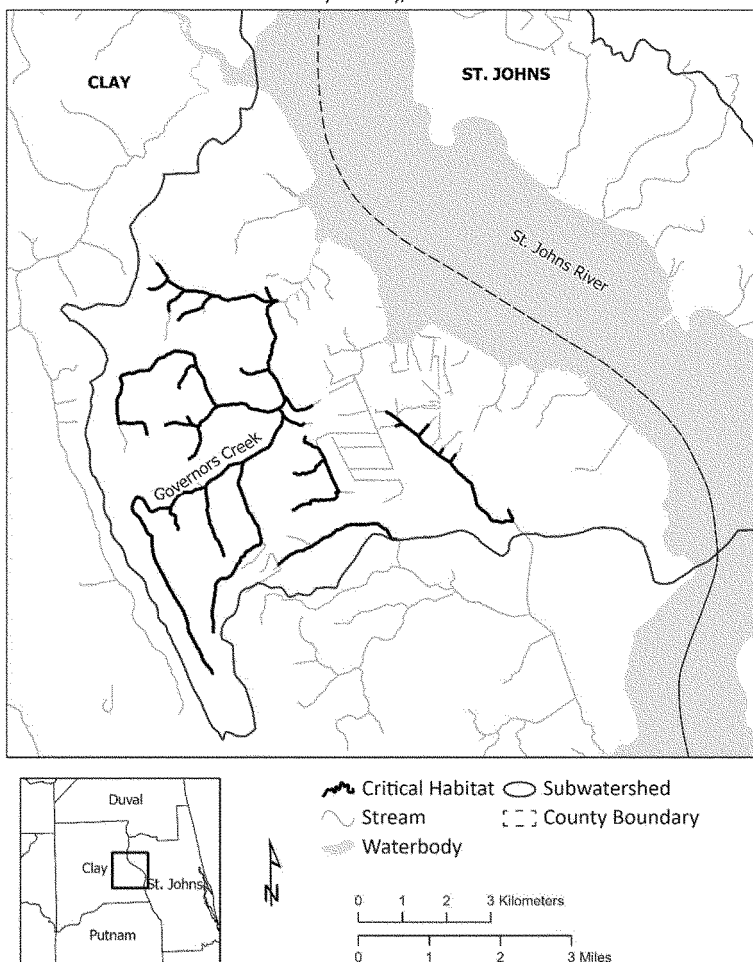 CLAY
ST. JOHNS
St. Johns River
Governors Creek
Duval
Clay
St. Johns
Putnam
N
Critical Habitat
Subwatershed
Stream
County Boundary
Waterbody
0 1 2 3 Kilometers
0 1 2 3 Miles